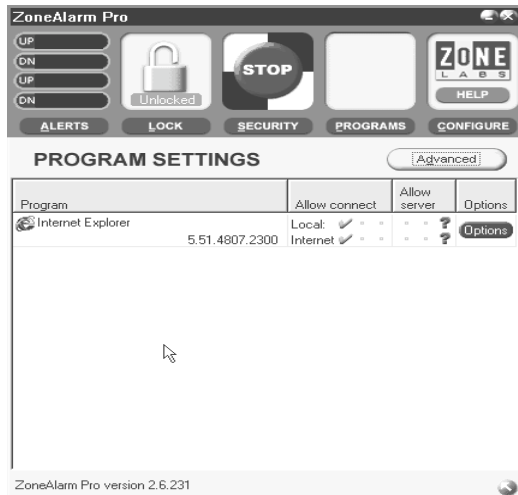 ZoneAlarm Pro
UP
DN
UP
DN
Unlocked
STOP
ZONE
LABS
HELP
ALERTS
LOCK
SECURITY
PROGRAMS
CONFIGURE
PROGRAM SETTINGS
Advanced
Program
Allow connect
Allow server
Options
Internet Explorer
5.51.4807.2300
Local:
?
Internet
?
Options
ZoneAlarm Pro version 2.6.231